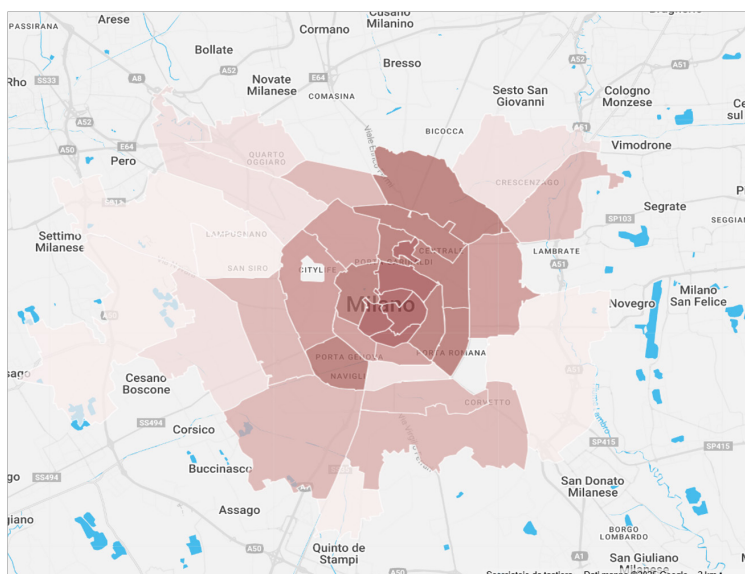 PASSIRANA
Arese
Cormano
Milanino
Bollate
Rho
SS33
A8
A52
E64
Novate
Milanese
COMASINA
Bresso
Sesto San
Giovanni
Cologno
Monzese
A51
A52
A50
E64
Pero
BICOCCA
A51
Vimodrone
QUARTO
OGGIARO
CRESCENZAGO
Segrate
SP103
Settimo
Milanese
LAMPUGNANO
SAN SIRO
CITYLIFE
CENTRALE
LAMBRATE
A51
Milano
Novegro
Milano
San Felice
PORTA GENOVA
PORTA ROMANA
NAVIGLI
Cesano
Boscone
CORVETTO
SS494
Corsico
SP415
SP415
Buccinasco
SS494
Assago
San Donato
Milanese
BORGO
LOMBARDO
A50
Quinto de
Stampi
A50
A1
San Giuliano